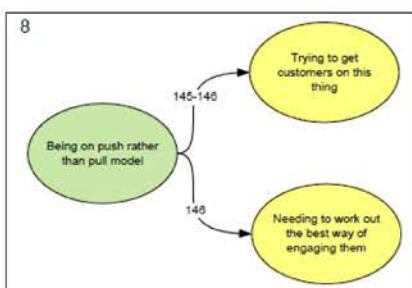 8
Trying to get
customers on this
thing
145-146
Being on push rather
than pull model
146
Needing to work out
the best way of
engaging them